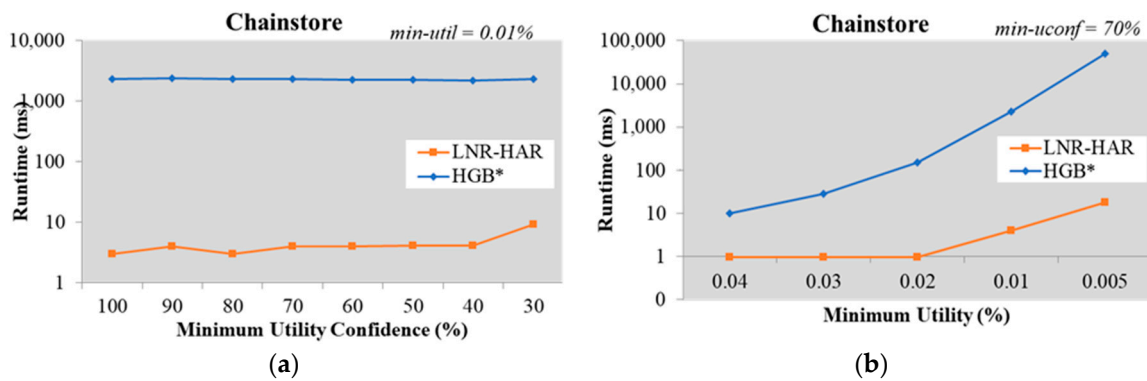 Chainstore
min-util = 0.01%
10,000
1,000
100
10
1
Runtime (ms)
LNR-HAR
HGB*
100 90 80 70 60 50 40 30
Minimum Utility Confidence (%)
(a)
Chainstore
min-uconf = 70%
100,000
10,000
1,000
100
10
1
0
Runtime (ms)
LNR-HAR
HGB*
0.04 0.03 0.02 0.01 0.005
Minimum Utility (%)
(b)